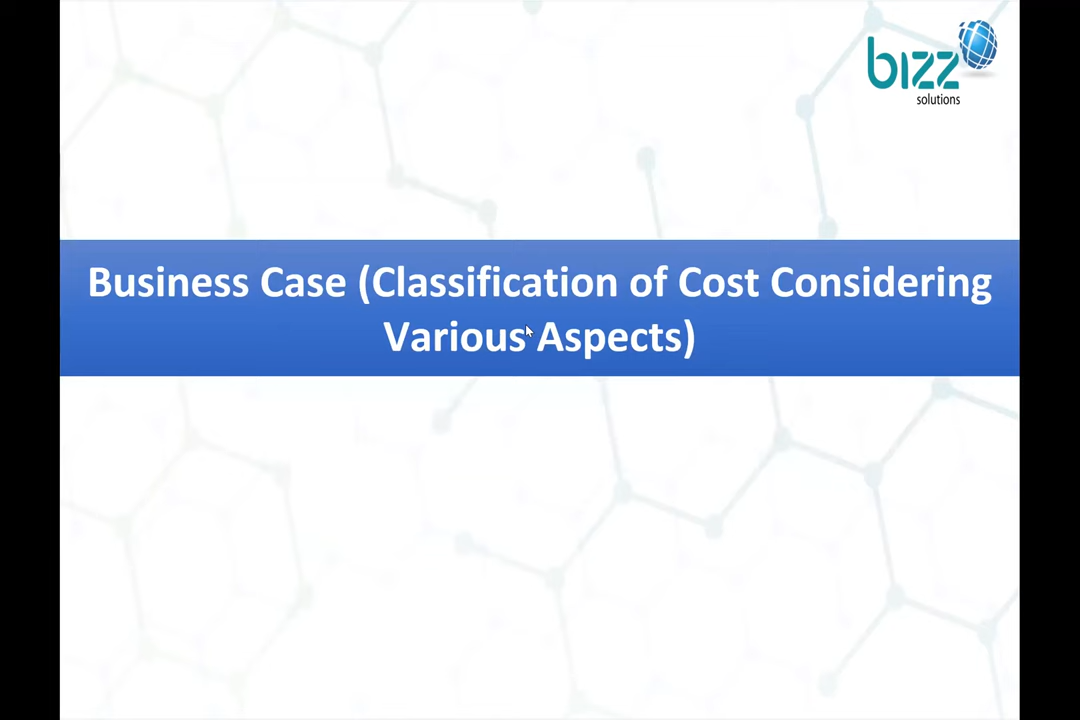 bizz
solutions
Business Case (Classification of Cost Considering
Various Aspects)